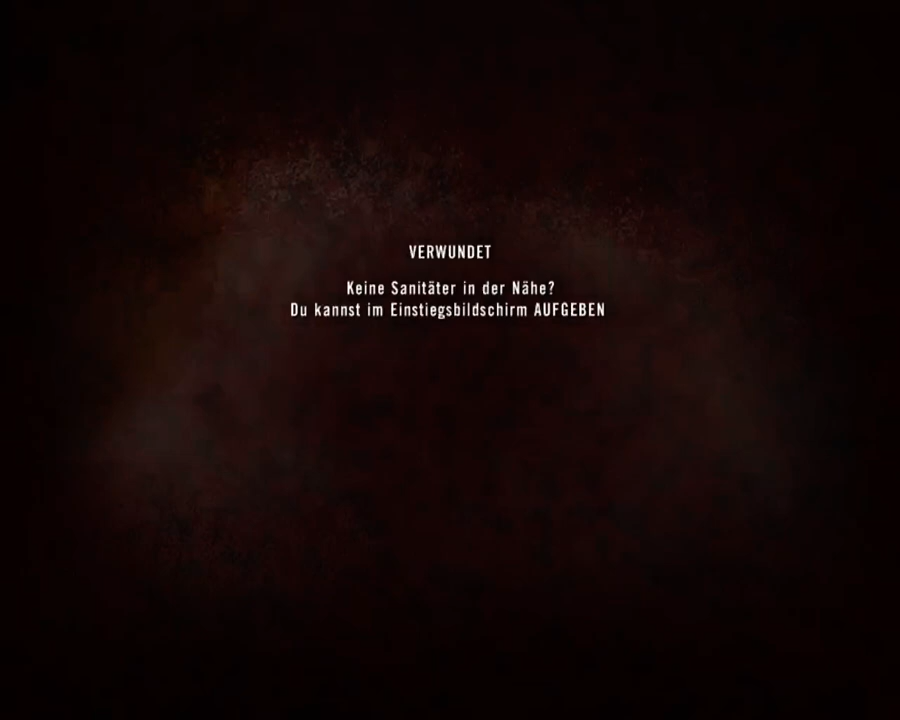 VERWUNDET
Keine Sanitäter in der Nähe?
Du kannst im Einstiegsbildschirm AUFGEBEN